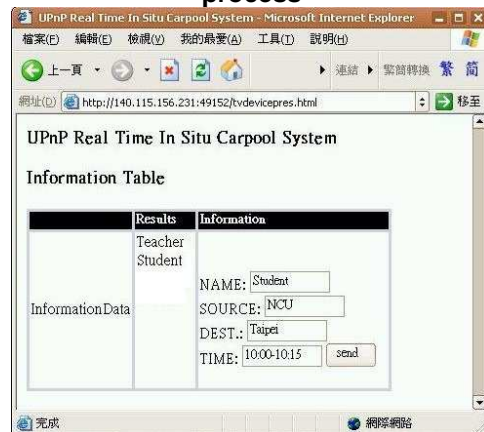 process
UPnP Real Time In Situ Carpool System - Microsoft Internet Explorer
檔案(F) 編輯(E) 檢視(V) 我的最愛(A) 工具(T) 說明(H)
上一頁 連結 繁簡轉換 繁 簡
網址(D) http://140.115.156.231:49152/tvdevicepres.html 移至
UPnP Real Time In Situ Carpool System
Information Table
Results Information
Teacher
Student
NAME: Student
InformationData SOURCE: NCU
DEST.: Taipei
TIME: 10:00-10:15 send
完成 網際網路